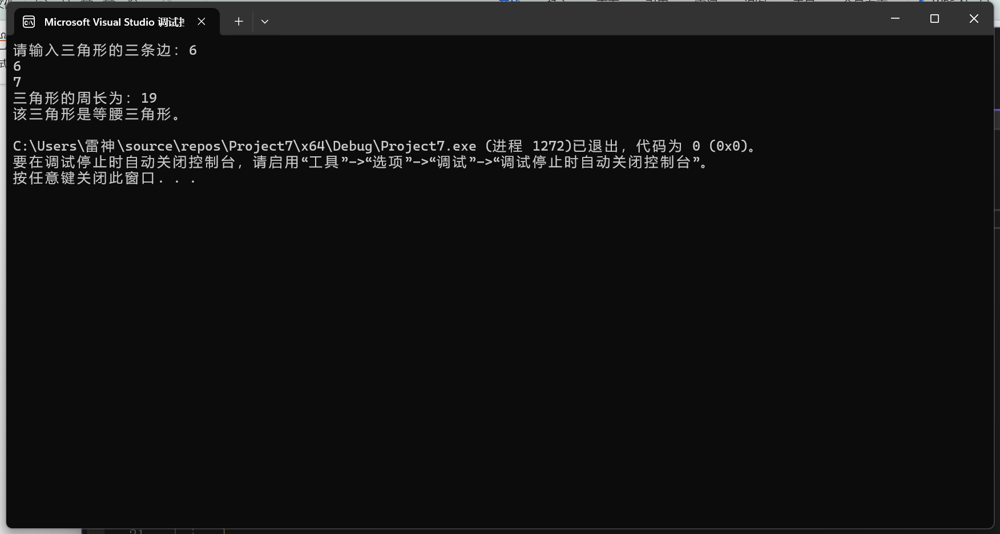 Microsoft Visual Studio 调试
请输入三角形的三条边：6
6
7
三角形的周长为：19
该三角形是等腰三角形。
C:\Users\雷神\source\repos\Project7\x64\Debug\Project7.exe (进程 1272)已退出，代码为 0 (0x0)。
要在调试停止时自动关闭控制台，请启用“工具”->“选项”->“调试”->“调试停止时自动关闭控制台”。
按任意键关闭此窗口. . .
21